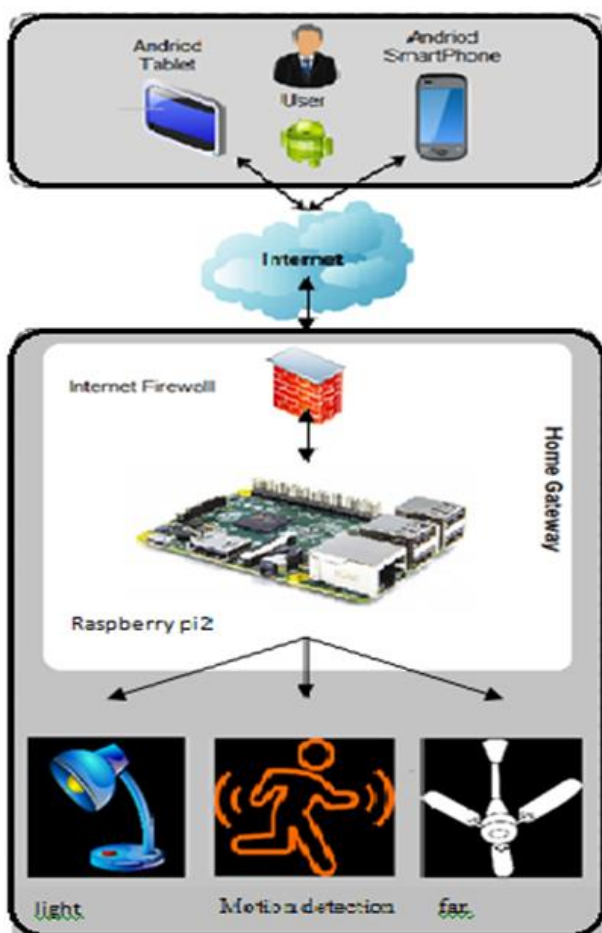 Andriod
Tablet
User
Andriod
SmartPhone
Internet
Internet Firewall
Home Gateway
Raspberry pi2
light
Motion detection
fan